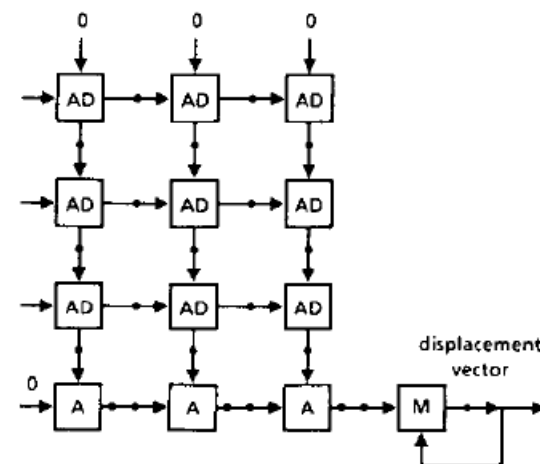 0 0 0
AD AD AD
AD AD AD
AD AD AD
displacement
vector
0
A A A M